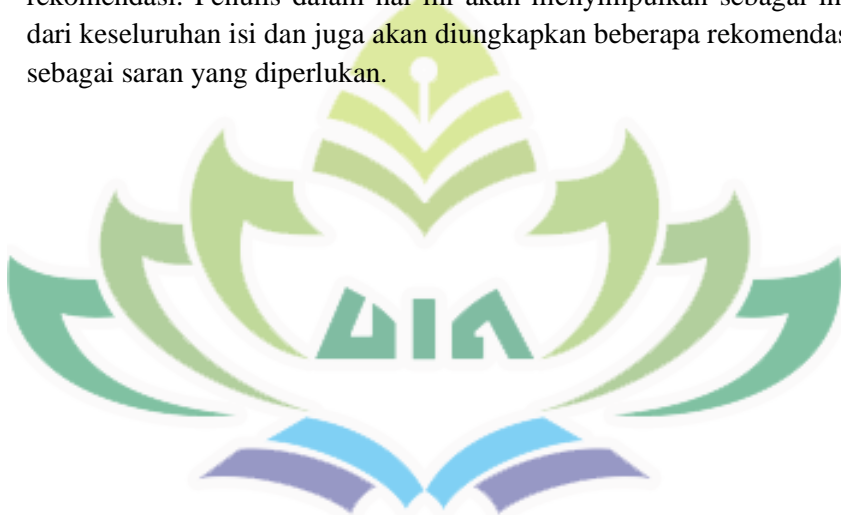 rekomendasi. Penulis dalam hal ini akan menyimpulkan sebagai
dari keseluruhan isi dan juga akan diungkapkan beberapa
sebagai saran yang diperlukan.